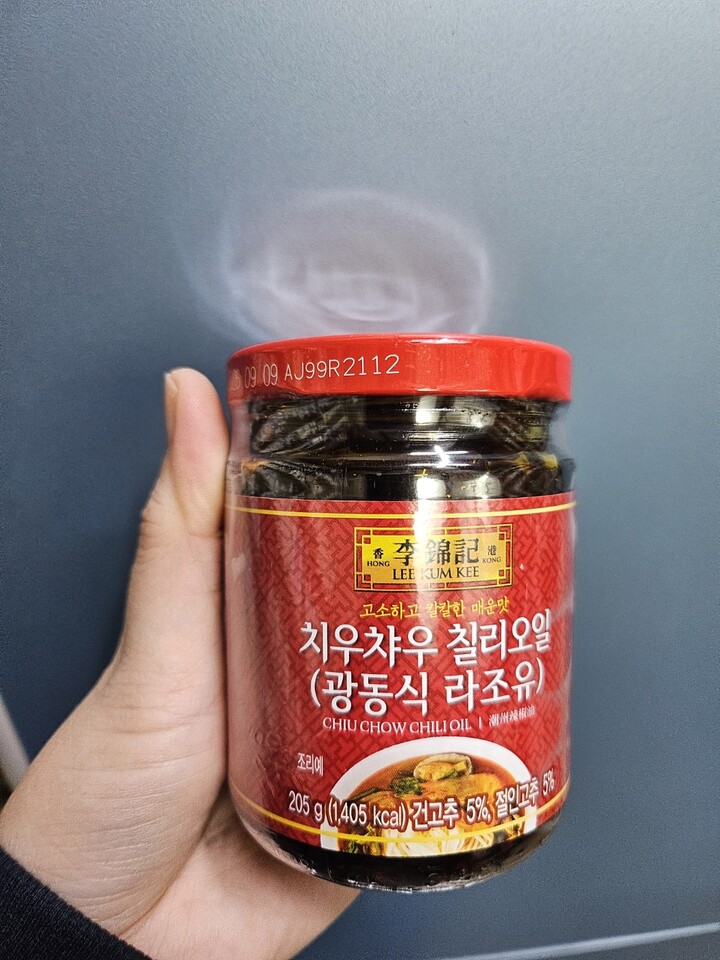 09 09 AJ99R2112
香 李錦記 港
HONG LEE KUM KEE KONG
고소하고 칼칼한 매운맛
치우챠우 칠리오일
(광동식 라조유)
CHIU CHOW CHILI OIL | 潮州辣椒油
조리예
205 g (1,405 kcal) 건고추 5%, 절인고추 5%